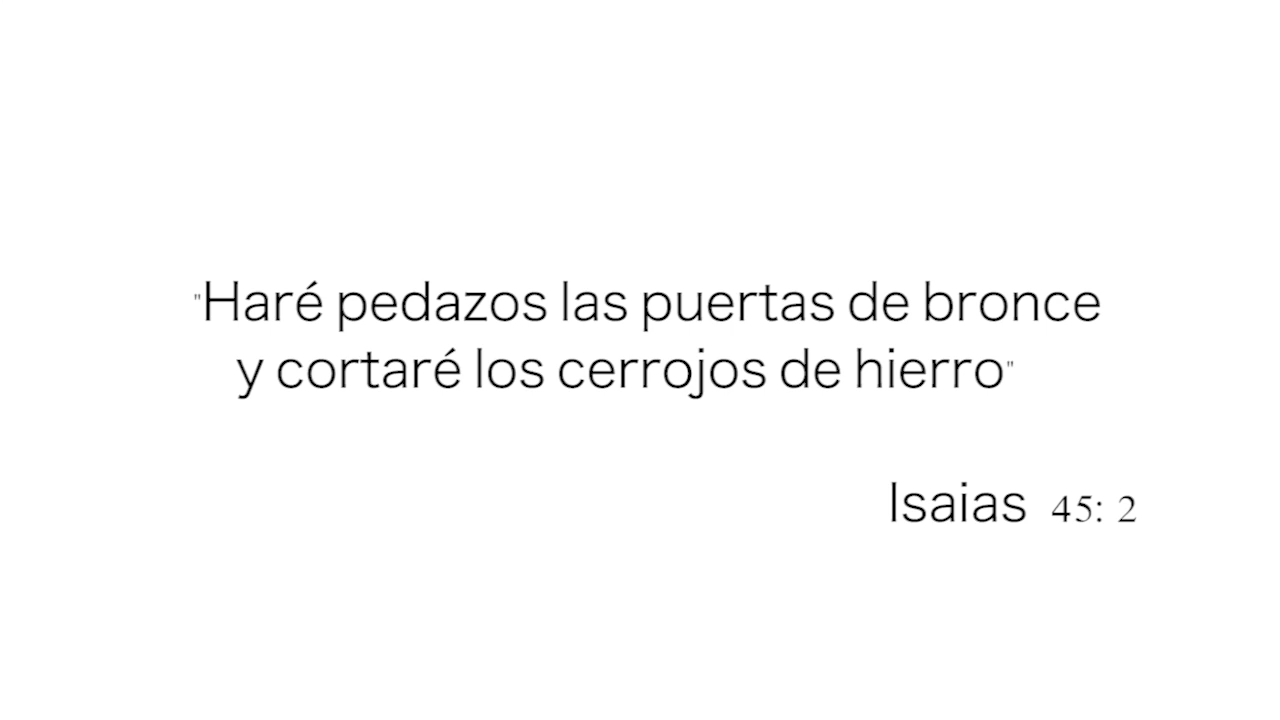 "Haré pedazos las puertas de bronce
y cortaré los cerrojos de hierro"
Isaias 45: 2